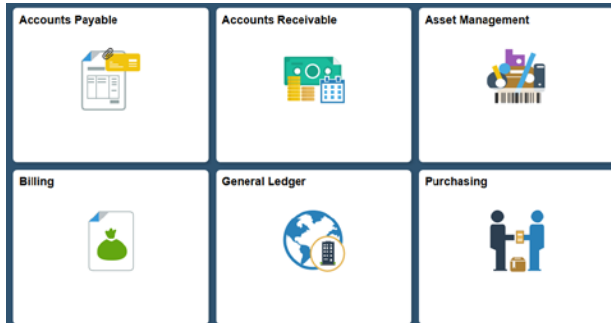 Accounts Payable
Accounts Receivable
Asset Management
Billing
General Ledger
Purchasing